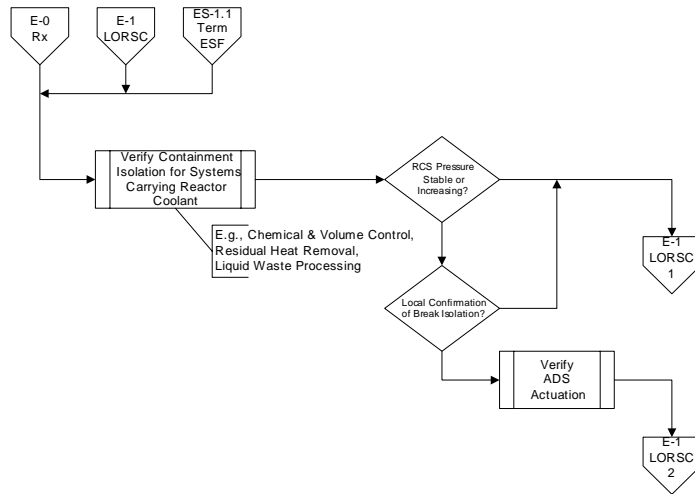 E-0
Rx
E-1
LORSC
ES-1.1
Term
ESF
Verify Containment
Isolation for Systems
Carrying Reactor
Coolant
RCS Pressure
Stable or
Increasing?
E.g., Chemical & Volume Control,
Residual Heat Removal,
Liquid Waste Processing
E-1
LORSC
1
Local Confirmation
of Break Isolation?
Verify
ADS
Actuation
E-1
LORSC
2